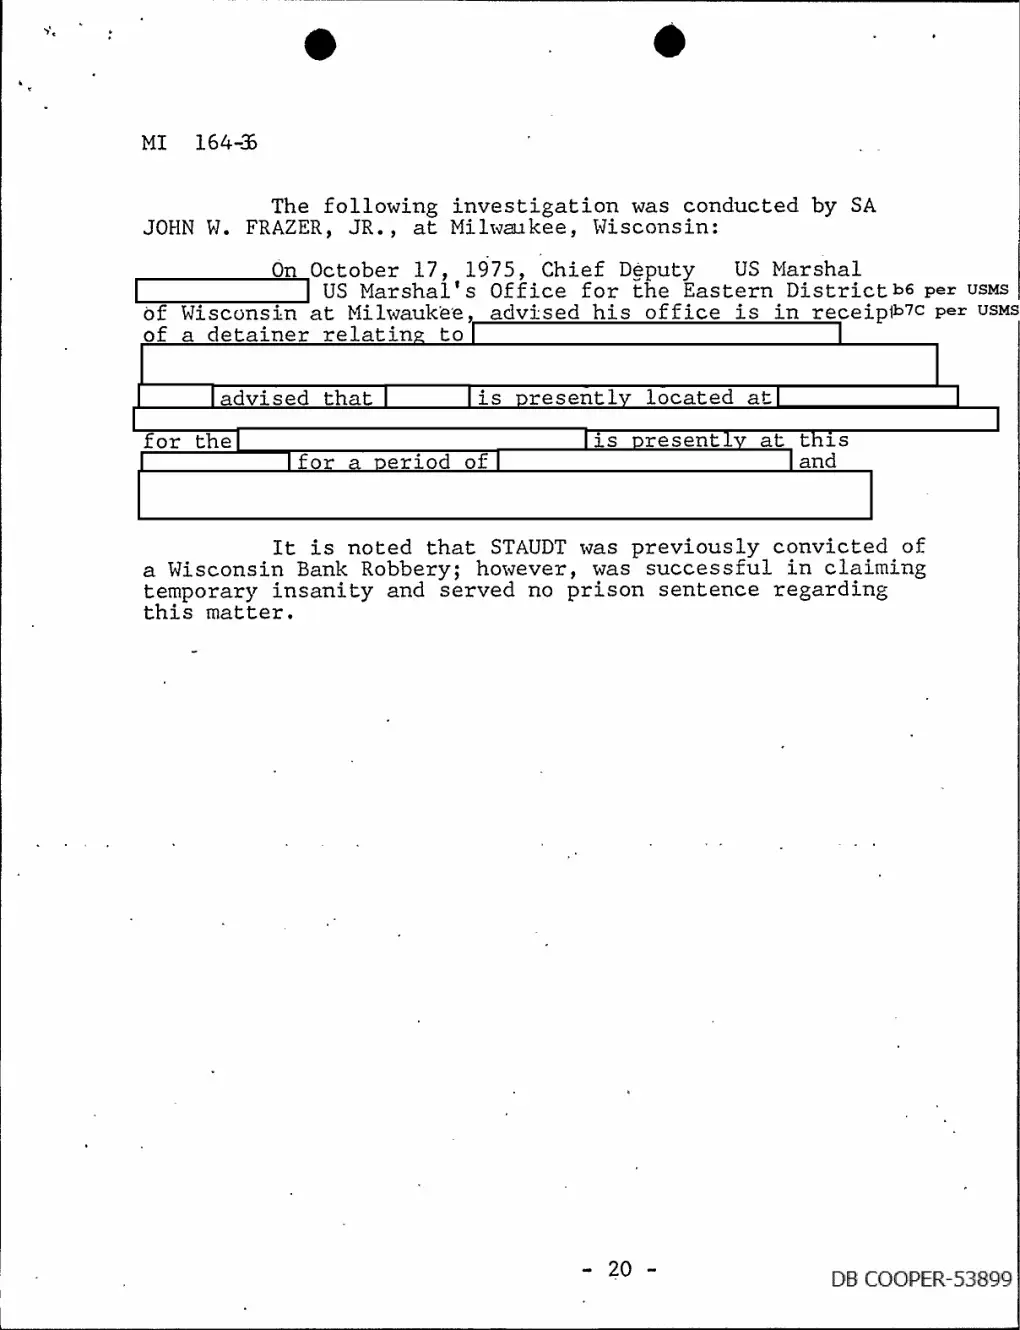 MI 164-36
The following investigation was conducted by SA
JOHN W. FRAZER, JR., at Milwaukee, Wisconsin:
On October 17, 1975, Chief Deputy US Marshal
US Marshal's Office for the Eastern District b6 per USMS
of Wisconsin at Milwaukee, advised his office is in receipt b7C per USMS
of a detainer relating to
advised that is presently located at
for the is presently at this
for a period of and
It is noted that STAUDT was previously convicted of
a Wisconsin Bank Robbery; however, was successful in claiming
temporary insanity and served no prison sentence regarding
this matter.
- 20 -
DB COOPER-53899